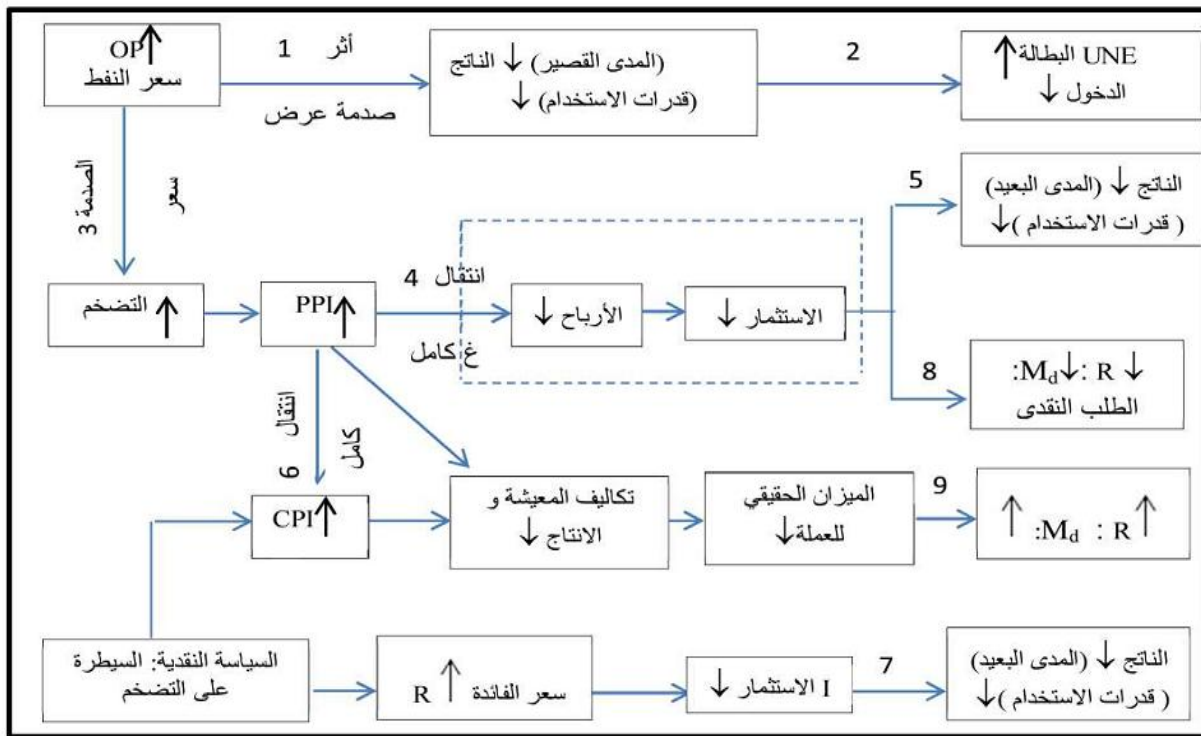 OP↑
سعر النفط
أثر 1
صدمة عرض
(المدى القصير) ↓ الناتج
(قدرات الاستخدام) ↓
2
UNE البطالة ↑
الدخول ↓
الصدمة 3
سعر
5
الناتج ↓ (المدى البعيد)
( قدرات الاستخدام )↓
التضخم ↑
PPI↑
4 انتقال
غ كامل
الأرباح ↓
الاستثمار ↓
8
:Md↓: R ↓
الطلب النقدى
6 انتقال
كامل
CPI↑
تكاليف المعيشة و
الانتاج ↓
الميزان الحقيقي
للعملة↓
9
↑ :Md : R↑
السياسة النقدية: السيطرة
على التضخم
سعر الفائدة ↑ R
I الاستثمار ↓
7
الناتج ↓ (المدى البعيد)
( قدرات الاستخدام )↓